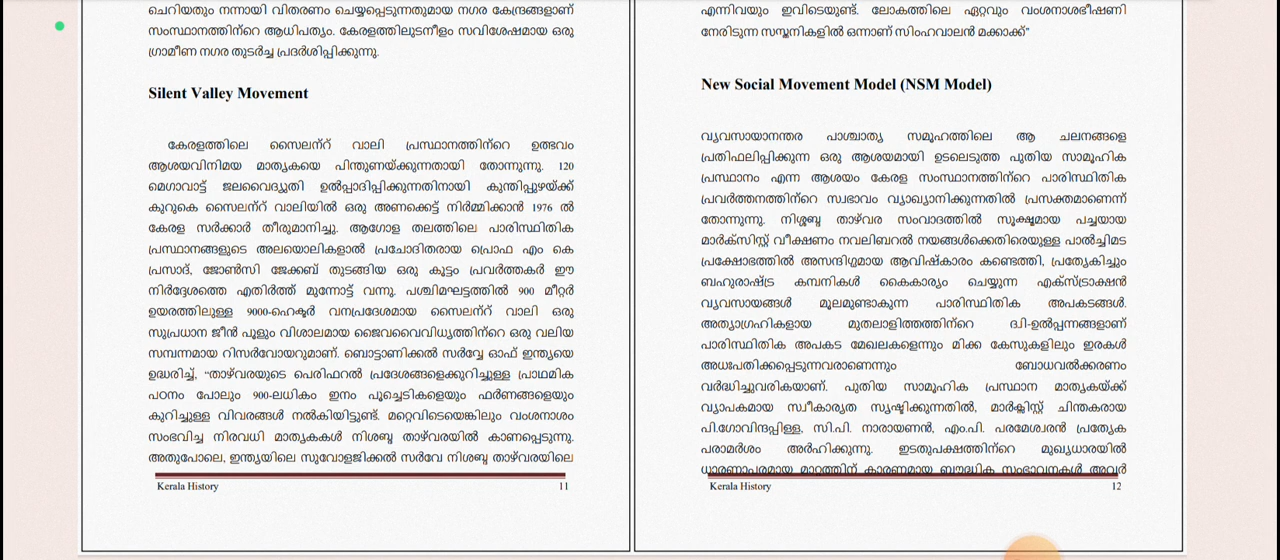 ചെറിയതും നന്നായി വിതരണം ചെയ്യപ്പെടുന്നതുമായ നഗര കേന്ദ്രങ്ങളാണ്
സംസ്ഥാനത്തിന്റെ ആധിപത്യം. കേരളത്തിലുടനീളം സവിശേഷമായ ഒരു
ഗ്രാമീണ നഗര തുടർച്ച പ്രദർശിപ്പിക്കുന്നു.
Silent Valley Movement
കേരളത്തിലെ സൈലന്റ് വാലി പ്രസ്ഥാനത്തിന്റെ ഉത്ഭവം
ആശയവിനിമയ മാതൃകയെ പിന്തുണയ്ക്കുന്നതായി തോന്നുന്നു. 120
മെഗാവാട്ട് ജലവൈദ്യുതി ഉൽപ്പാദിപ്പിക്കുന്നതിനായി കുന്തിപ്പുഴയ്ക്ക്
കുറുകെ സൈലന്റ് വാലിയിൽ ഒരു അണക്കെട്ട് നിർമ്മിക്കാൻ 1976 ൽ
കേരള സർക്കാർ തീരുമാനിച്ചു. ആഗോള തലത്തിലെ പാരിസ്ഥിതിക
പ്രസ്ഥാനങ്ങളുടെ അലയൊലികളാൽ പ്രചോദിതരായ പ്രൊഫ എം കെ
പ്രസാദ്, ജോൺസി ജേക്കബ് തുടങ്ങിയ ഒരു കൂട്ടം പ്രവർത്തകർ ഈ
നിർദ്ദേശത്തെ എതിർത്ത് മുന്നോട്ട് വന്നു. പശ്ചിമഘട്ടത്തിൽ 900 മീറ്റർ
ഉയരത്തിലുള്ള 9000-ഹെക്ടർ വനപ്രദേശമായ സൈലന്റ് വാലി ഒരു
സുപ്രധാന ജീൻ പൂളും വിശാലമായ ജൈവവൈവിധ്യത്തിന്റെ ഒരു വലിയ
സമ്പന്നമായ റിസർവോയറുമാണ്. ബൊട്ടാണിക്കൽ സർവ്വേ ഓഫ് ഇന്ത്യയെ
ഉദ്ധരിച്ച്, “താഴ്‌വരയുടെ പെരിഫറൽ പ്രദേശങ്ങളെക്കുറിച്ചുള്ള പ്രാഥമിക
പഠനം പോലും 900-ലധികം ഇനം പൂച്ചെടികളെയും ഫർണങ്ങളെയും
കുറിച്ചുള്ള വിവരങ്ങൾ നൽകിയിട്ടുണ്ട്. മറ്റെവിടെയെങ്കിലും വംശനാശം
സംഭവിച്ച നിരവധി മാതൃകകൾ നിശബ്ദ താഴ്‌വരയിൽ കാണപ്പെടുന്നു.
അതുപോലെ, ഇന്ത്യയിലെ സുവോളജിക്കൽ സർവേ നിശബ്ദ താഴ്‌വരയിലെ
Kerala History 11
എന്നിവയും ഇവിടെയുണ്ട്. ലോകത്തിലെ ഏറ്റവും വംശനാശഭീഷണി
നേരിടുന്ന സസ്തനികളിൽ ഒന്നാണ് സിംഹവാലൻ മക്കാക്ക്”
New Social Movement Model (NSM Model)
വ്യവസായാനന്തര പാശ്ചാത്യ സമൂഹത്തിലെ ആ ചലനങ്ങളെ
പ്രതിഫലിപ്പിക്കുന്ന ഒരു ആശയമായി ഉടലെടുത്ത പുതിയ സാമൂഹിക
പ്രസ്ഥാനം എന്ന ആശയം കേരള സംസ്ഥാനത്തിന്റെ പാരിസ്ഥിതിക
പ്രവർത്തനത്തിന്റെ സ്വഭാവം വ്യാഖ്യാനിക്കുന്നതിൽ പ്രസക്തമാണെന്ന്
തോന്നുന്നു. നിശ്ശബ്ദ താഴ്‌വര സംവാദത്തിൽ സൂക്ഷ്മമായ പച്ചയായ
മാർക്സിസ്റ്റ് വീക്ഷണം നവലിബറൽ നയങ്ങൾക്കെതിരെയുള്ള പാൽച്ചിമട
പ്രക്ഷോഭത്തിൽ അസന്ദിഗ്ദമായ ആവിഷ്കാരം കണ്ടെത്തി, പ്രത്യേകിച്ചും
ബഹുരാഷ്ട്ര കമ്പനികൾ കൈകാര്യം ചെയ്യുന്ന എക്സ്ട്രാക്ഷൻ
വ്യവസായങ്ങൾ മൂലമുണ്ടാകുന്ന പാരിസ്ഥിതിക അപകടങ്ങൾ.
അത്യാഗ്രഹികളായ മുതലാളിത്തത്തിന്റെ ദ്വി-ഉൽപ്പന്നങ്ങളാണ്
പാരിസ്ഥിതിക അപകട മേഖലകളെന്നും മിക്ക കേസുകളിലും ഇരകൾ
അധഃപതിക്കപ്പെടുന്നവരാണെന്നും ബോധവൽക്കരണം
വർദ്ധിച്ചുവരികയാണ്. പുതിയ സാമൂഹിക പ്രസ്ഥാന മാതൃകയ്ക്ക്
വ്യാപകമായ സ്വീകാര്യത സൃഷ്ടിക്കുന്നതിൽ, മാർക്സിസ്റ്റ് ചിന്തകരായ
പി.ഗോവിന്ദപ്പിള്ള, സി.പി. നാരായണൻ, എം.പി. പരമേശ്വരൻ പ്രത്യേക
പരാമർശം അർഹിക്കുന്നു. ഇടതുപക്ഷത്തിന്റെ മുഖ്യധാരയിൽ
ധാരണാപരമായ മാറ്റത്തിന് കാരണമായ ബൗദ്ധിക സംഭാവനകൾ അവർ
Kerala History 12